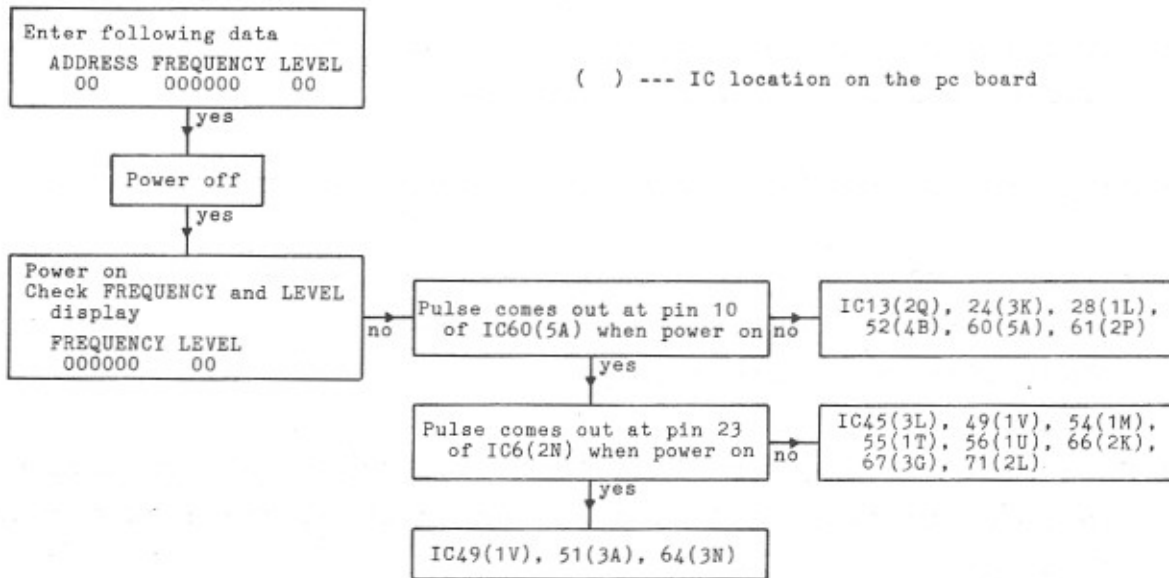 Enter following data
ADDRESS FREQUENCY LEVEL
00 000000 00
( ) --- IC location on the pc board
yes
Power off
yes
Power on
Check FREQUENCY and LEVEL
display
FREQUENCY LEVEL
000000 00
no
Pulse comes out at pin 10
of IC60(5A) when power on
no
IC13(2Q), 24(3K), 28(1L),
52(4B), 60(5A), 61(2P)
yes
Pulse comes out at pin 23
of IC6(2N) when power on
no
IC45(3L), 49(1V), 54(1M),
55(1T), 56(1U), 66(2K),
67(3G), 71(2L)
yes
IC49(1V), 51(3A), 64(3N)